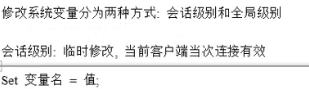 修改系统变量分为两种方式: 会话级别和全局级别
会话级别: 临时修改, 当前客户端当次连接有效
Set 变量名 = 值;